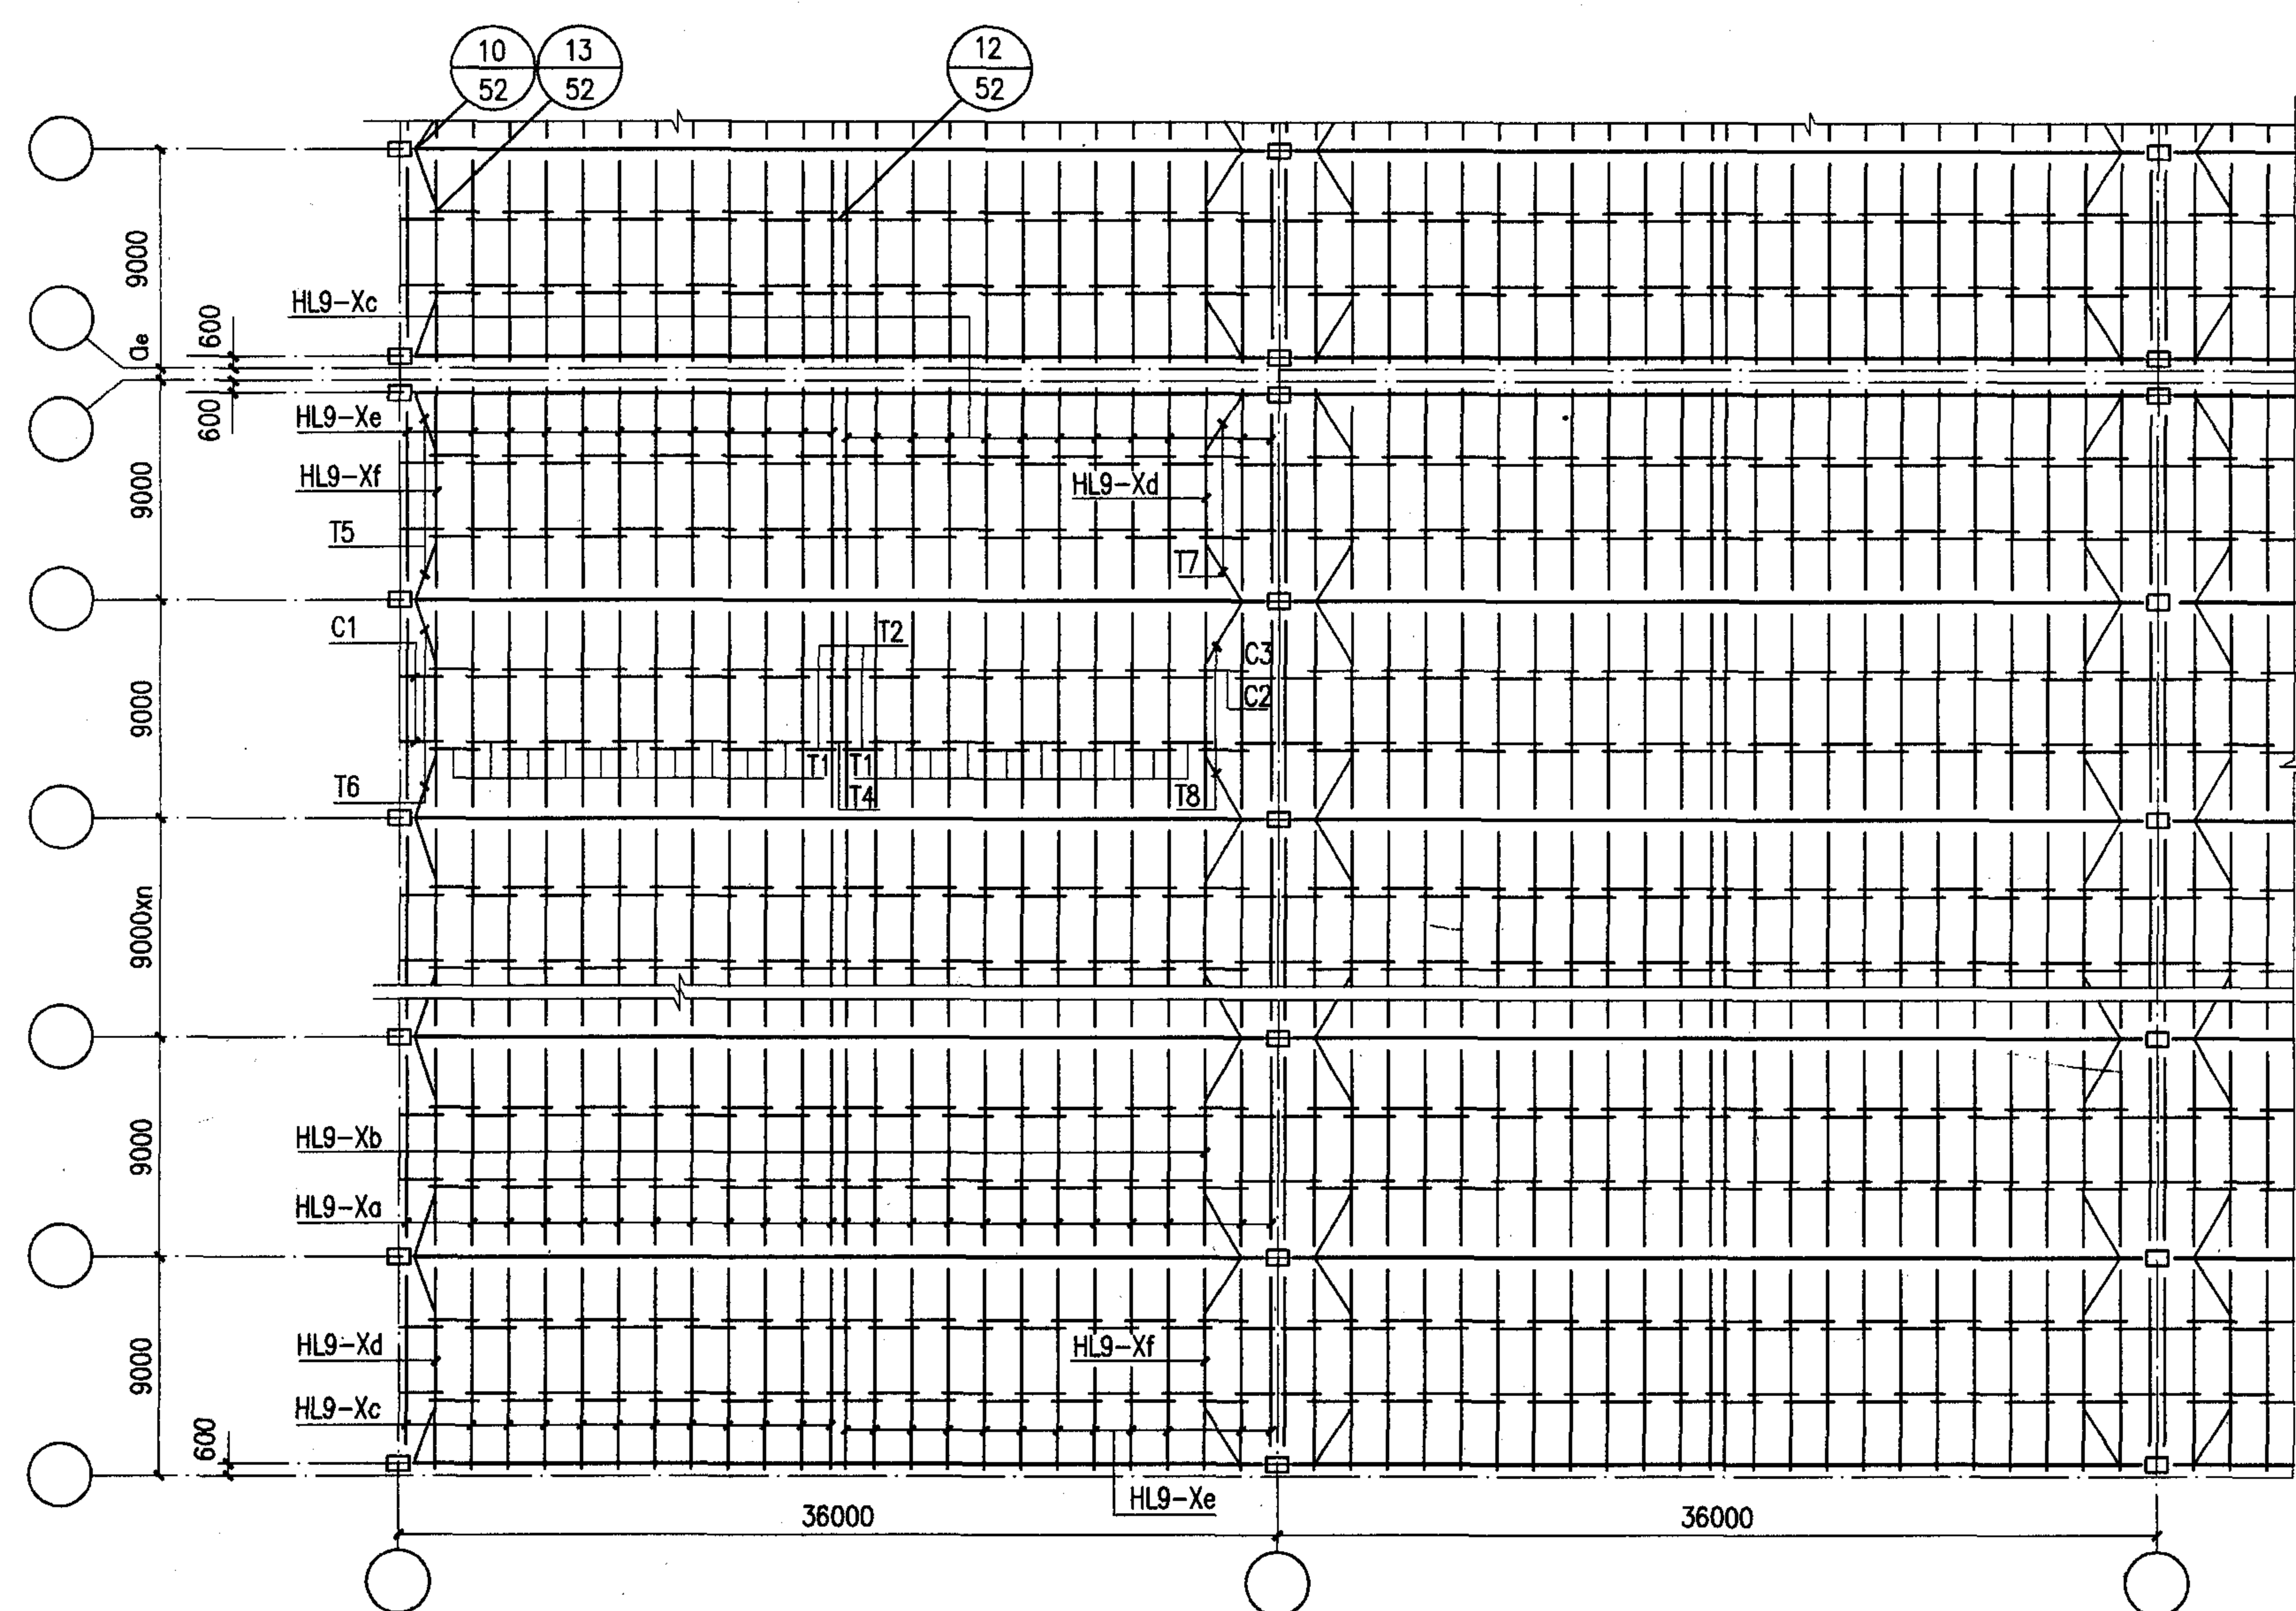 10
52
13
52
12
52
9000
HL9-Xc
600
ae
600
HL9-Xe
HL9-Xf
HL9-Xd
9000
T5
T7
C1
T2
C3
C2
9000
T1
T1
T6
T4
T8
9000xn
HL9-Xb
9000
HL9-Xa
HL9-Xd
HL9-Xf
9000
HL9-Xc
600
HL9-Xe
36000
36000